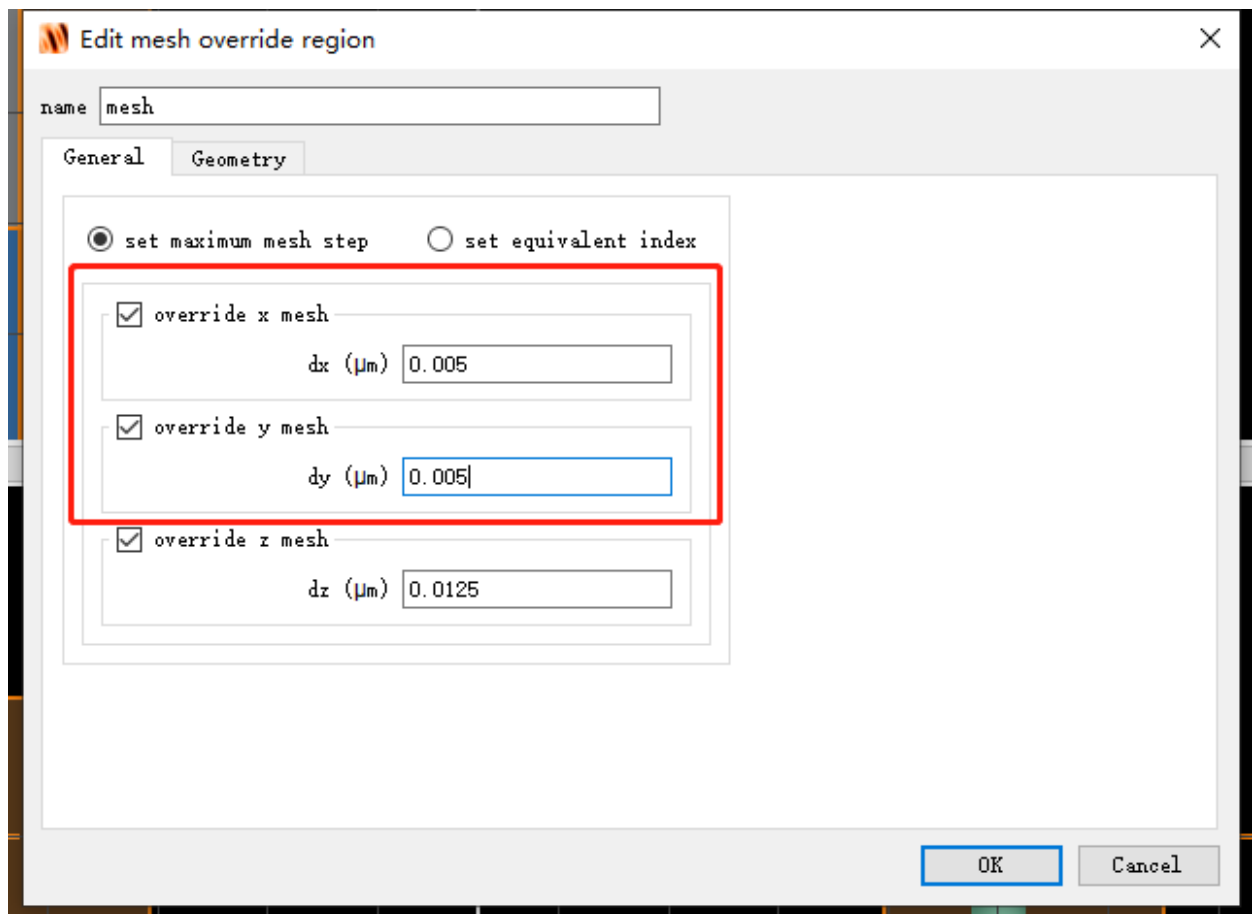 Edit mesh override region
name mesh
General Geometry
set maximum mesh step set equivalent index
override x mesh
dx (μm) 0.005
override y mesh
dy (μm) 0.005
override z mesh
dz (μm) 0.0125
OK Cancel